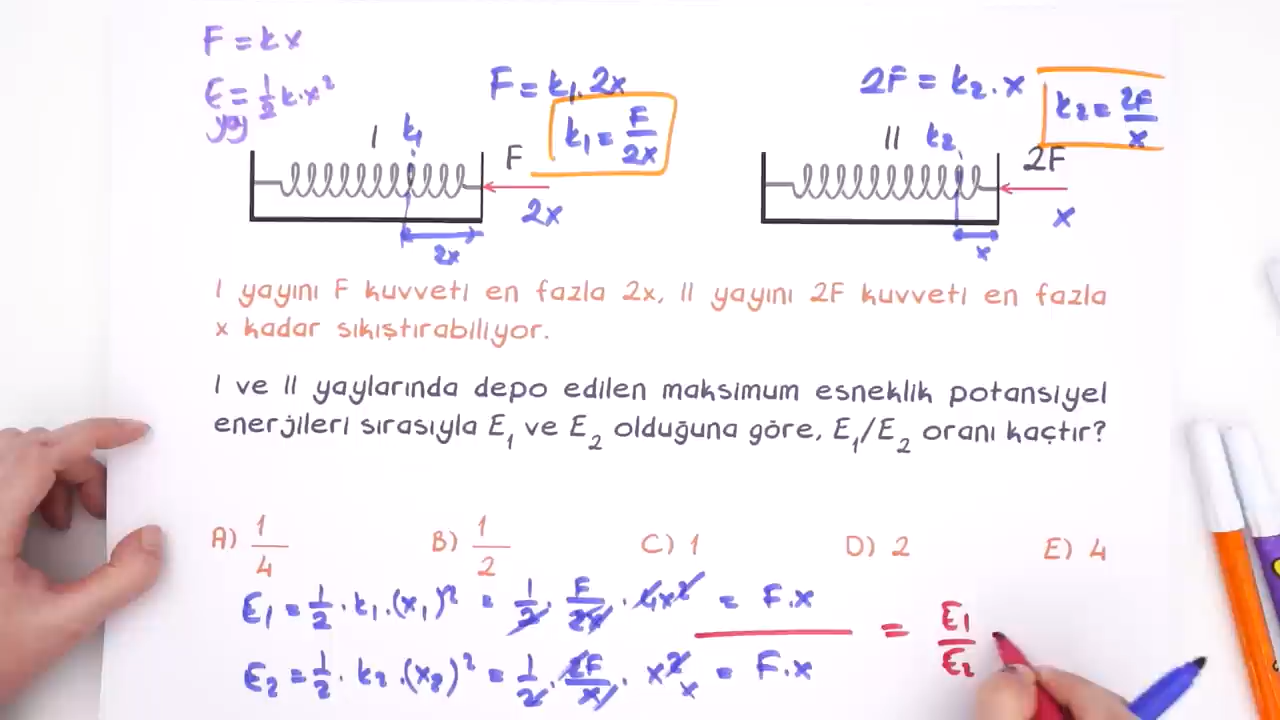 F = kx
E = 1/2 k.x²
yay
F = k₁.2x
k₁ = F/2x
2F = k₂.x
k₂ = 2F/x
I k₁
F
2x
2x
II k₂
2F
x
x
I yayını F kuvveti en fazla 2x, II yayını 2F kuvveti en fazla
x kadar sıkıştırabiliyor.
I ve II yaylarında depo edilen maksimum esneklik potansiyel
enerjileri sırasıyla E₁ ve E₂ olduğuna göre, E₁/E₂ oranı kaçtır?
A) 1/4 B) 1/2 C) 1 D) 2 E) 4
E₁ = 1/2 . k₁.(x₁)² = 1/2 . F/2x . 4x² = F.x
= E₁/E₂
E₂ = 1/2 . k₂.(x₂)² = 1/2 . 2F/x . x² x = F.x